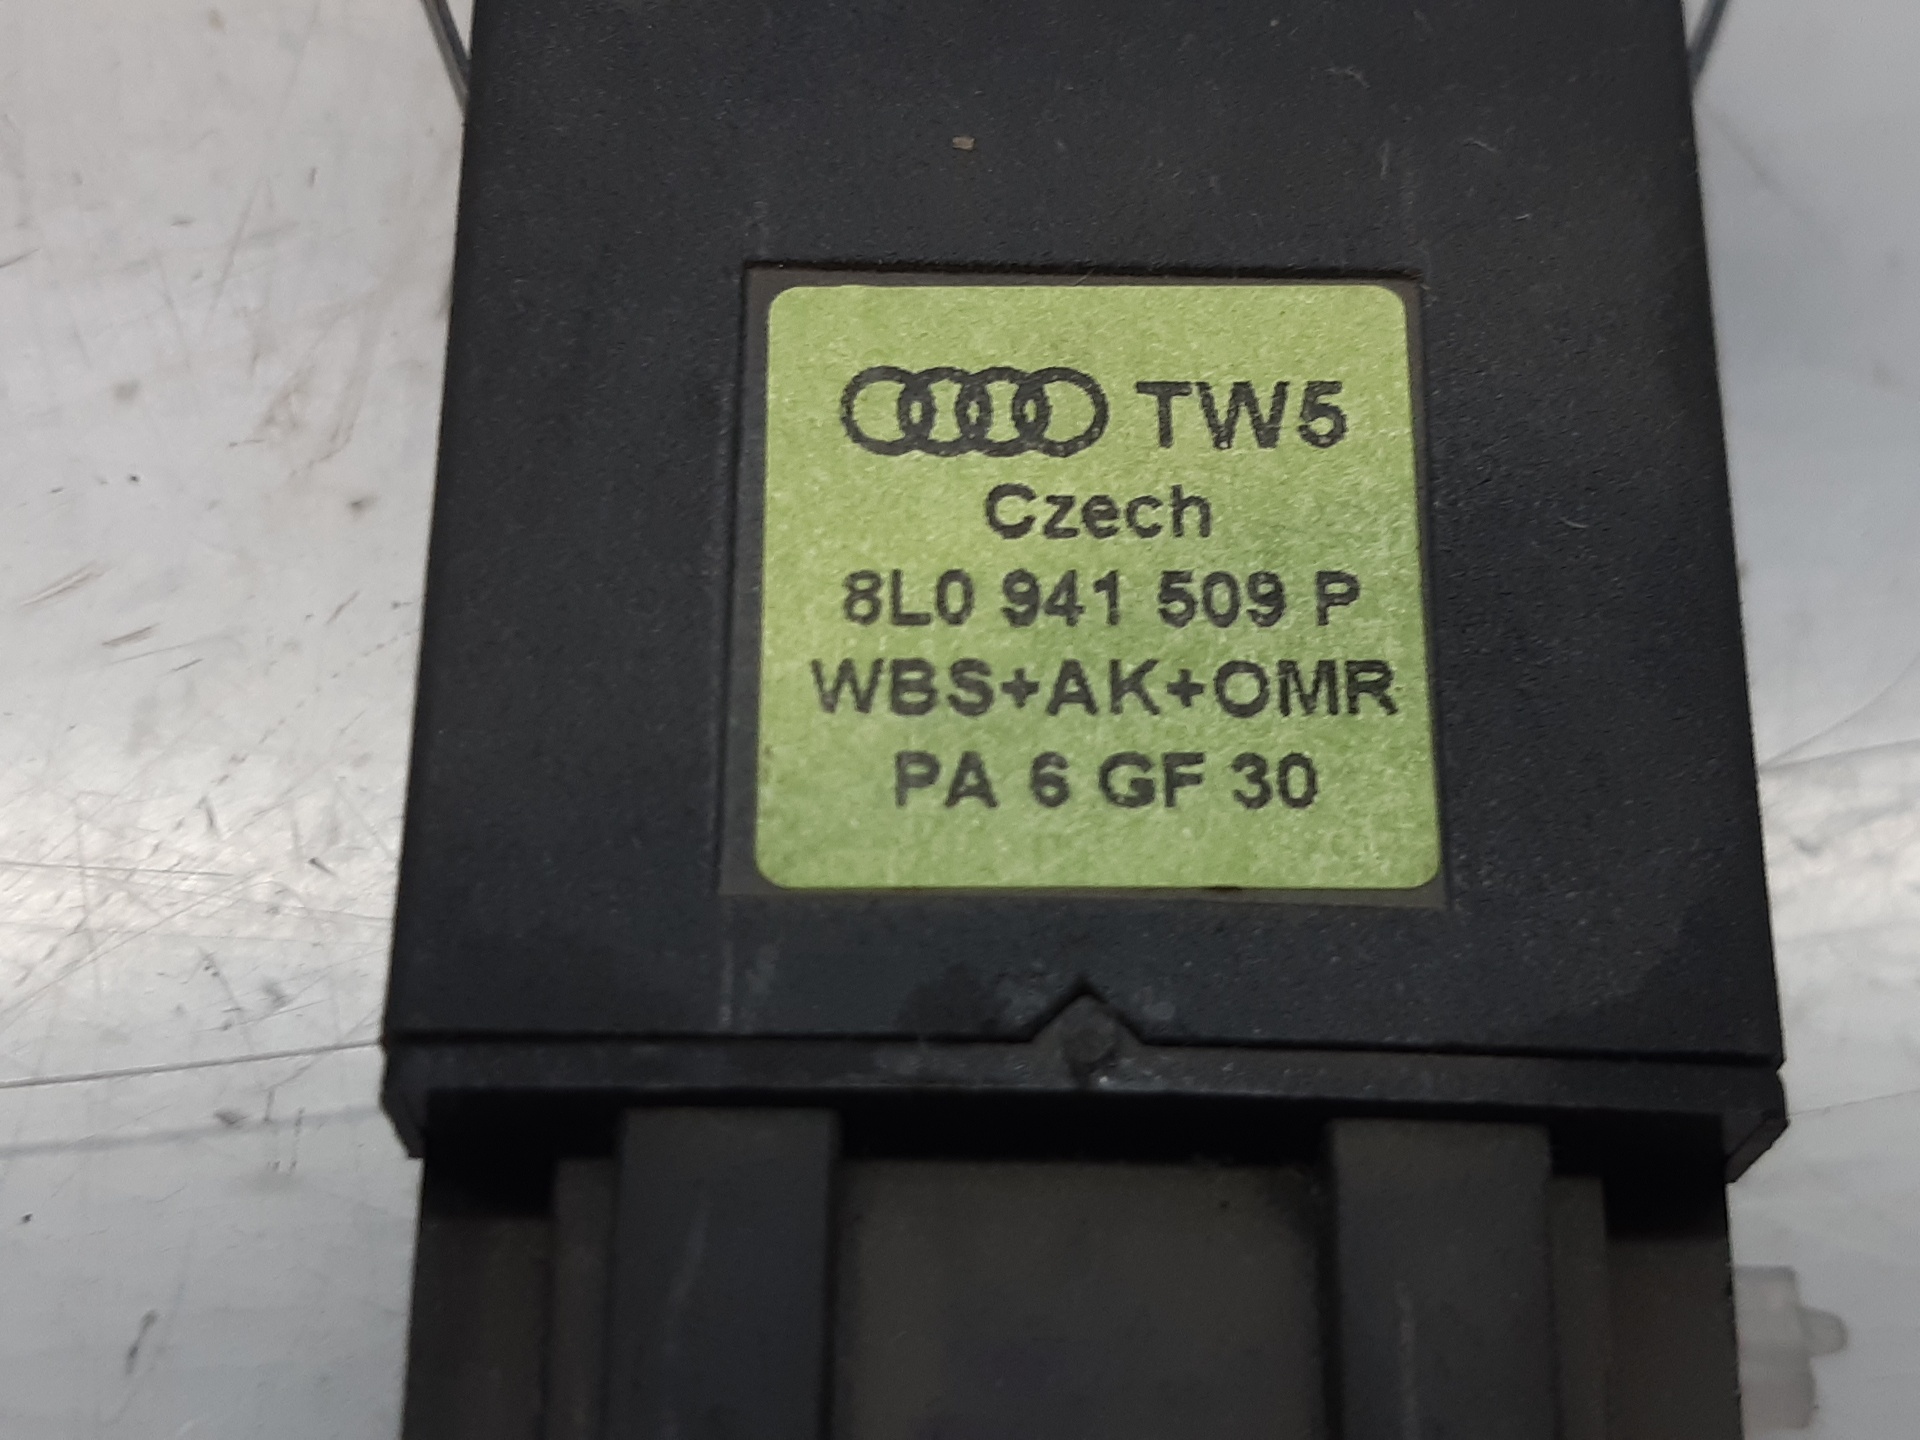 TW5
Czech
8L0 941 509 P
WBS+AK+OMR
PA 6 GF 30